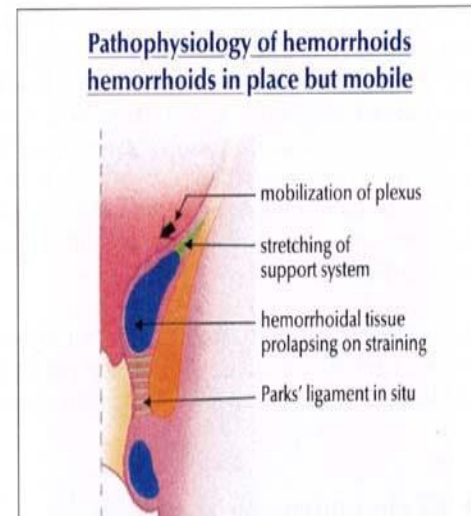 Pathophysiology of hemorrhoids
hemorrhoids in place but mobile
mobilization of plexus
stretching of
support system
hemorrhoidal tissue
prolapsing on straining
Parks' ligament in situ